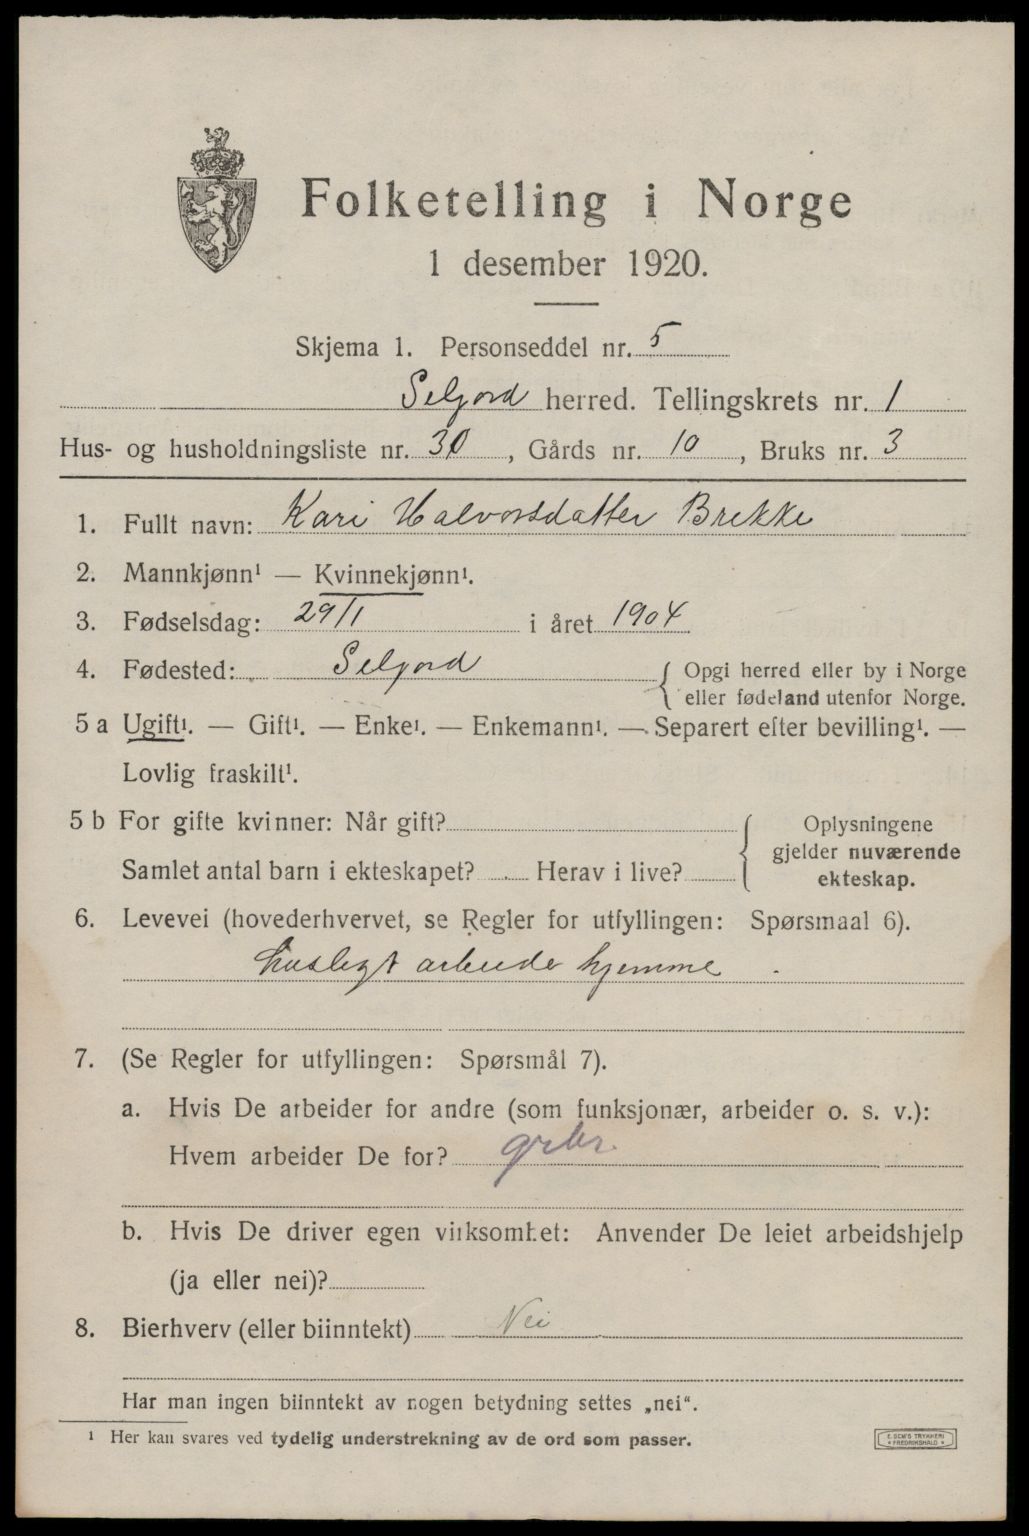 Folketelling i Norge
1 desember 1920.
Skjema 1. Personseddel nr. 5
Seljord herred. Tellingskrets nr. 1
Hus- og husholdningsliste nr. 30, Gårds nr. 10, Bruks nr. 3
1. Fullt navn: Kari Halvorsdatter Brekke
2. Mannkjønn¹ — Kvinnekjønn¹.
3. Fødselsdag: 29/1 i året 1904
4. Fødested: Seljord { Opgi herred eller by i Norge
eller fødeland utenfor Norge.
5 a Ugift¹. — Gift¹. — Enke¹. — Enkemann¹. — Separert efter bevilling¹. —
Lovlig fraskilt¹.
5 b For gifte kvinner: Når gift?
Samlet antal barn i ekteskapet? Herav i live?
{ Oplysningene
gjelder nuværende
ekteskap.
6. Levevei (hovederhvervet, se Regler for utfyllingen: Spørsmaal 6).
huslegt arbeide hjemme.
7. (Se Regler for utfyllingen: Spørsmål 7).
a. Hvis De arbeider for andre (som funksjonær, arbeider o. s. v.):
Hvem arbeider De for?
b. Hvis De driver egen virksomhet: Anvender De leiet arbeidshjelp
(ja eller nei)?
8. Bierhverv (eller biinntekt) Nei
Har man ingen biinntekt av nogen betydning settes „nei“.
¹ Her kan svares ved tydelig understrekning av de ord som passer.
E. SEM'S TRYKKERI
* FREDRIKSHALD *